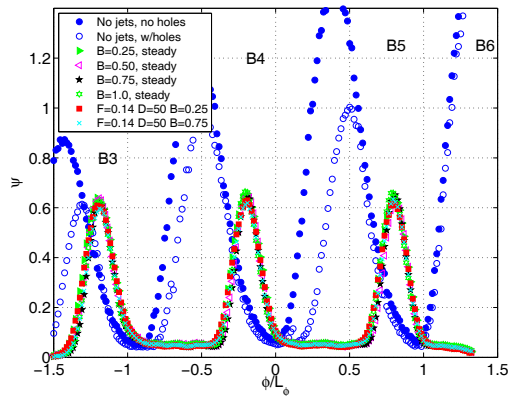 No jets, no holes
No jets, w/holes
B=0.25, steady
B=0.50, steady
B=0.75, steady
B=1.0, steady
F=0.14 D=50 B=0.25
F=0.14 D=50 B=0.75
B3
B4
B5
B6
1.2
1
0.8
0.6
0.4
0.2
0
ψ
−1.5
−1
−0.5
0
0.5
1
1.5
ϕ/L_ϕ